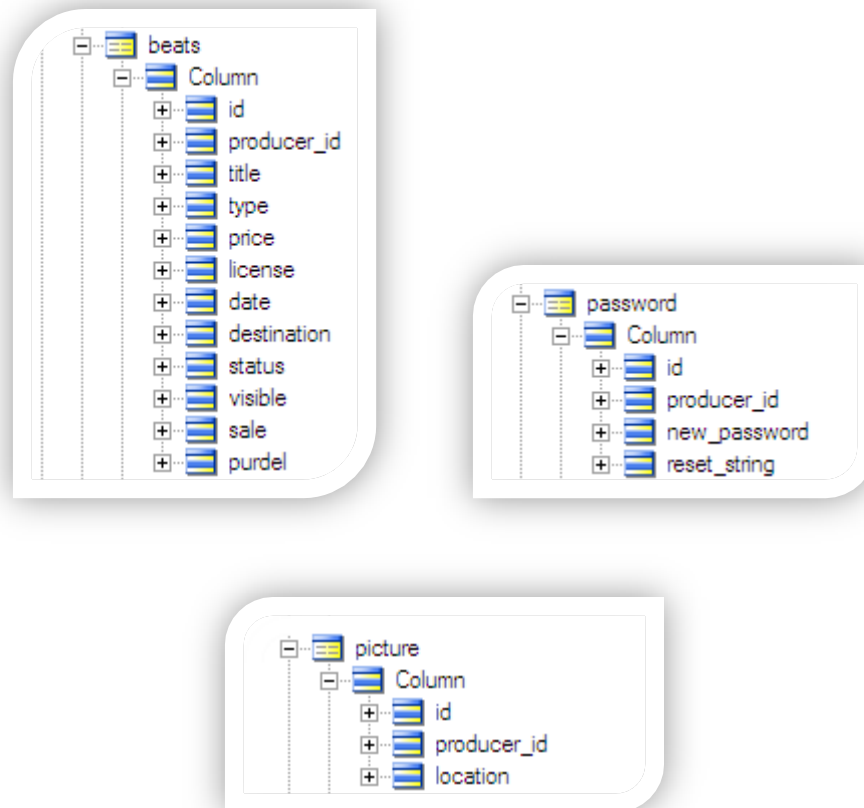 beats
Column
id
producer_id
title
type
price
license
date
destination
status
visible
sale
purdel
password
Column
id
producer_id
new_password
reset_string
picture
Column
id
producer_id
location